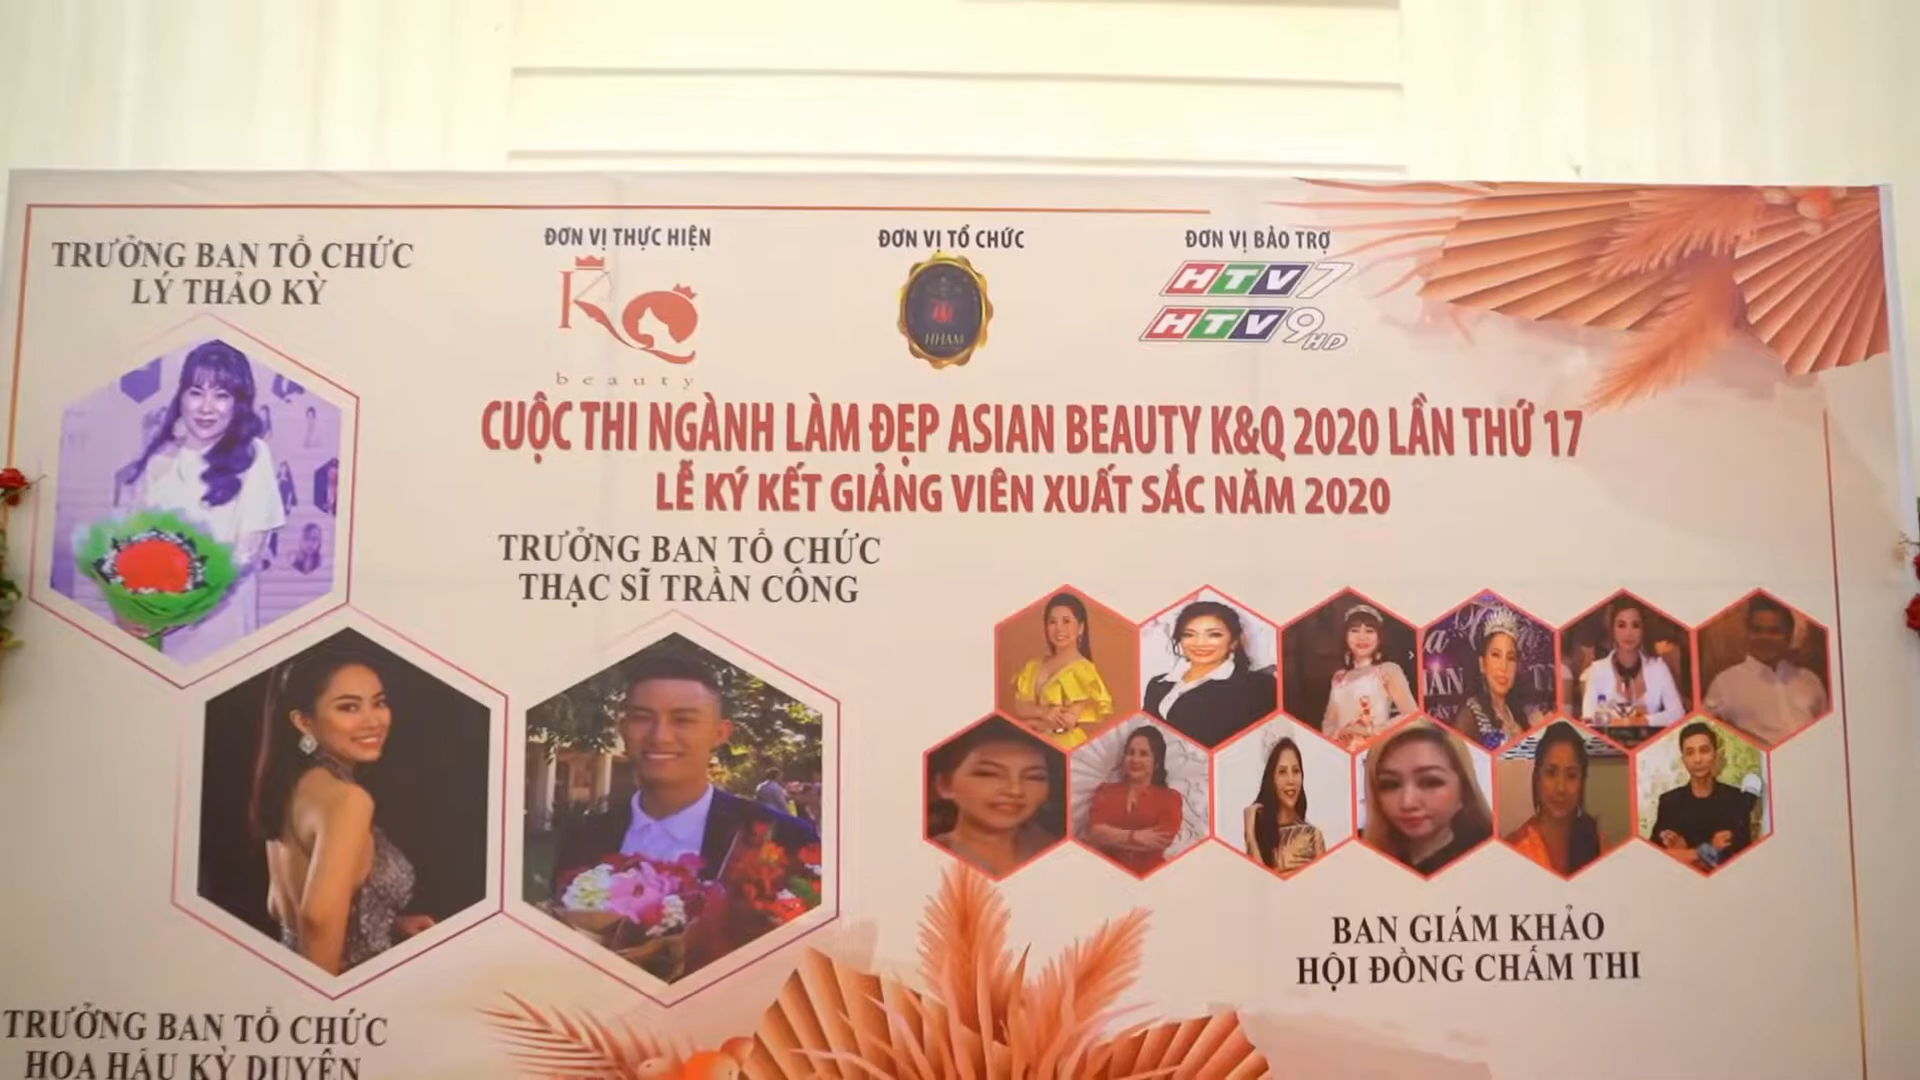 TRƯỞNG BAN TỔ CHỨC
LÝ THẢO KỲ
ĐƠN VỊ THỰC HIỆN
K Q
beauty
ĐƠN VỊ TỔ CHỨC
HHAM
ĐƠN VỊ BẢO TRỢ
HTV7
HTV9HD
CUỘC THI NGÀNH LÀM ĐẸP ASIAN BEAUTY K&Q 2020 LẦN THỨ 17
LỄ KÝ KẾT GIẢNG VIÊN XUẤT SẮC NĂM 2020
TRƯỞNG BAN TỔ CHỨC
THẠC SĨ TRẦN CÔNG
BAN GIÁM KHẢO
HỘI ĐỒNG CHẤM THI
TRƯỞNG BAN TỔ CHỨC
HOA HẬU KỲ DUYÊN